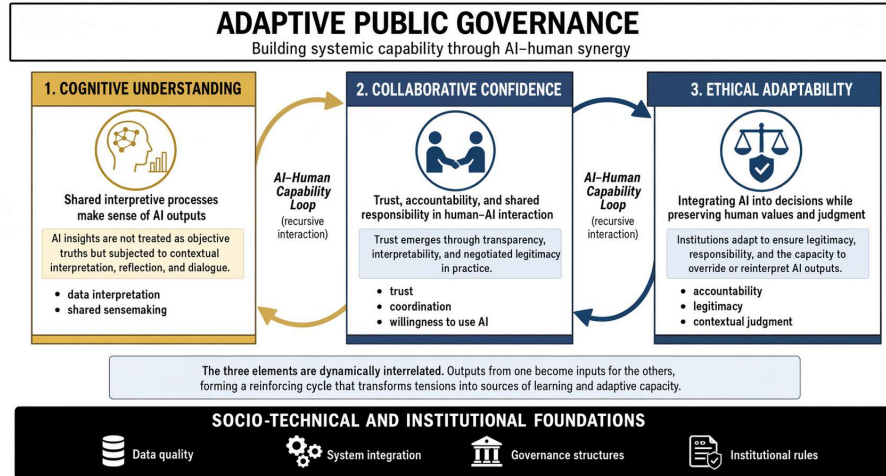 ADAPTIVE PUBLIC GOVERNANCE
Building systemic capability through AI–human synergy
1. COGNITIVE UNDERSTANDING
Shared interpretive processes
make sense of AI outputs
AI insights are not treated as objective
truths but subjected to contextual
interpretation, reflection, and dialogue.
• data interpretation
• shared sensemaking
AI–Human
Capability
Loop
(recursive
interaction)
2. COLLABORATIVE CONFIDENCE
Trust, accountability, and shared
responsibility in human–AI interaction
Trust emerges through transparency,
interpretability, and negotiated legitimacy
in practice.
• trust
• coordination
• willingness to use AI
AI–Human
Capability
Loop
(recursive
interaction)
3. ETHICAL ADAPTABILITY
Integrating AI into decisions while
preserving human values and judgment
Institutions adapt to ensure legitimacy,
responsibility, and the capacity to
override or reinterpret AI outputs.
• accountability
• legitimacy
• contextual judgment
The three elements are dynamically interrelated. Outputs from one become inputs for the others,
forming a reinforcing cycle that transforms tensions into sources of learning and adaptive capacity.
SOCIO-TECHNICAL AND INSTITUTIONAL FOUNDATIONS
Data quality
System integration
Governance structures
Institutional rules